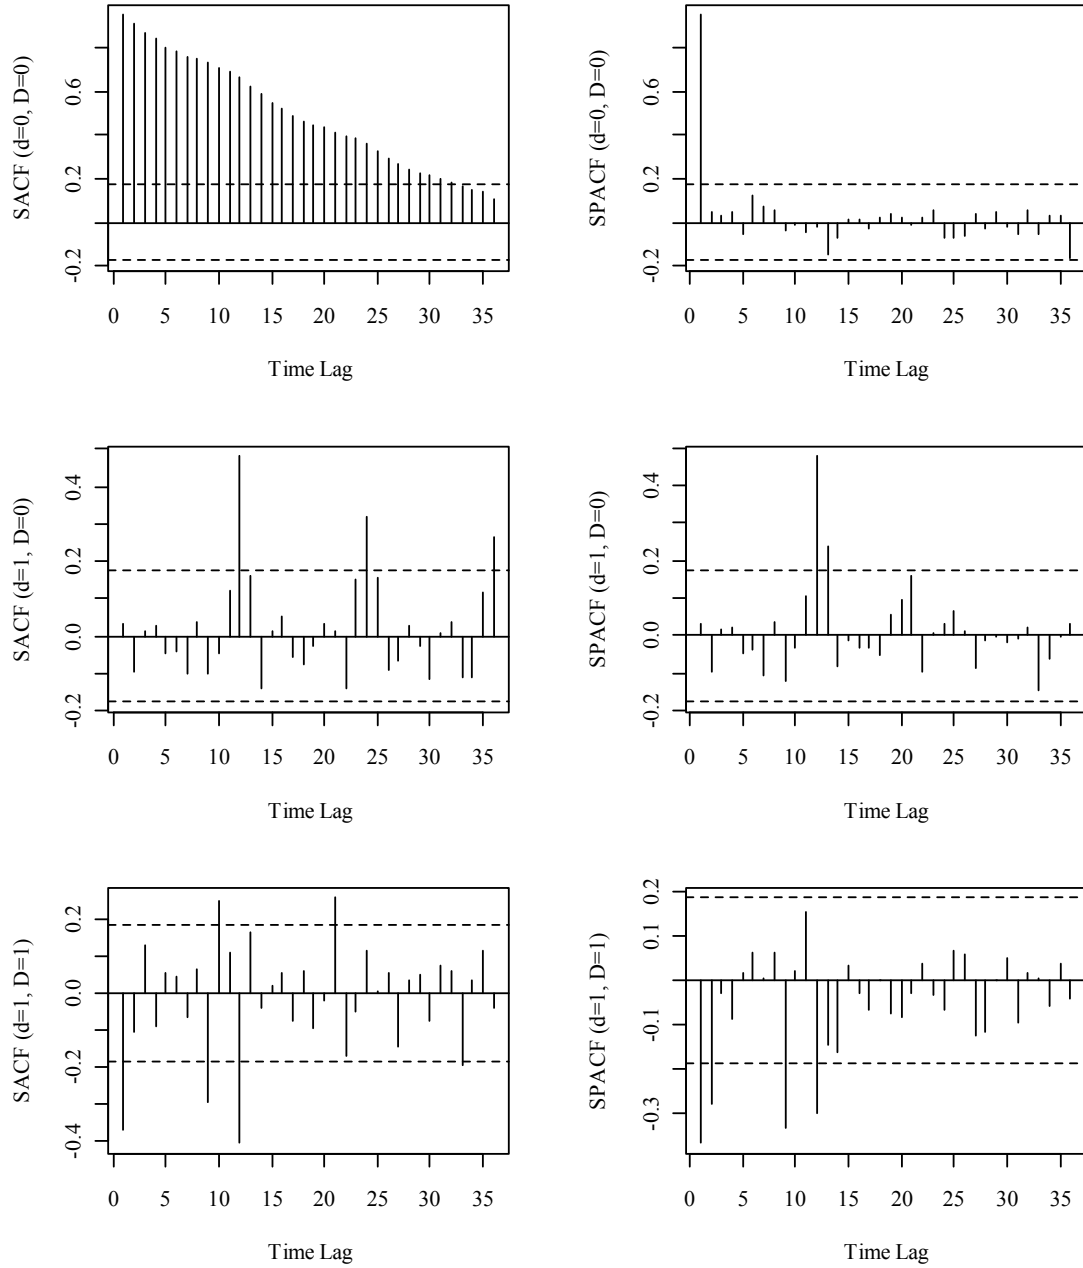 SACF (d=0, D=0)
-0.2 0.2 0.6
0 5 10 15 20 25 30 35
Time Lag
SPACF (d=0, D=0)
-0.2 0.2 0.6
0 5 10 15 20 25 30 35
Time Lag
SACF (d=1, D=0)
-0.2 0.0 0.2 0.4
0 5 10 15 20 25 30 35
Time Lag
SPACF (d=1, D=0)
-0.2 0.0 0.2 0.4
0 5 10 15 20 25 30 35
Time Lag
SACF (d=1, D=1)
-0.4 -0.2 0.0 0.2
0 5 10 15 20 25 30 35
Time Lag
SPACF (d=1, D=1)
-0.3 -0.1 0.1 0.2
0 5 10 15 20 25 30 35
Time Lag